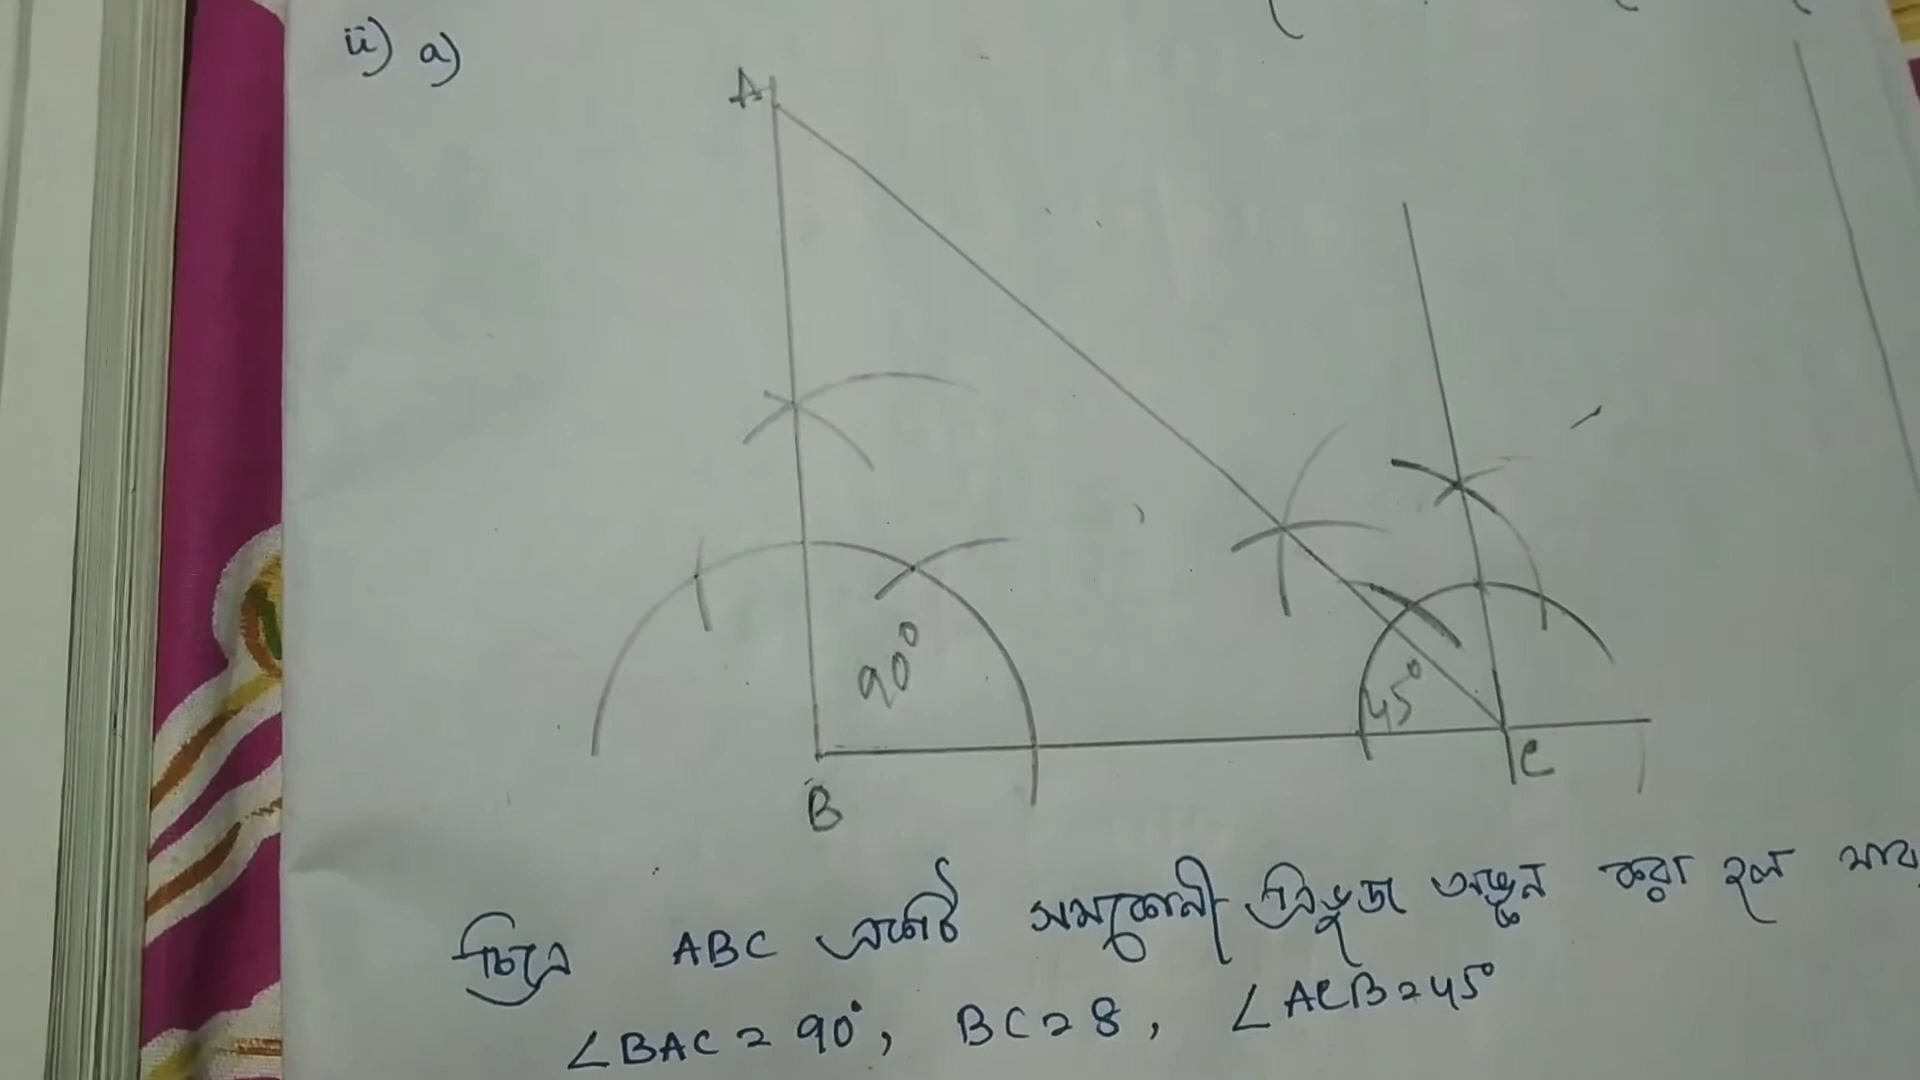 ii) a)
A
90°
45°
C
B
চিত্রে ABC একটি সমকোণী ত্রিভুজ অঙ্কন করা হল যার
∠BAC = 90°, BC = 8, ∠ACB = 45°